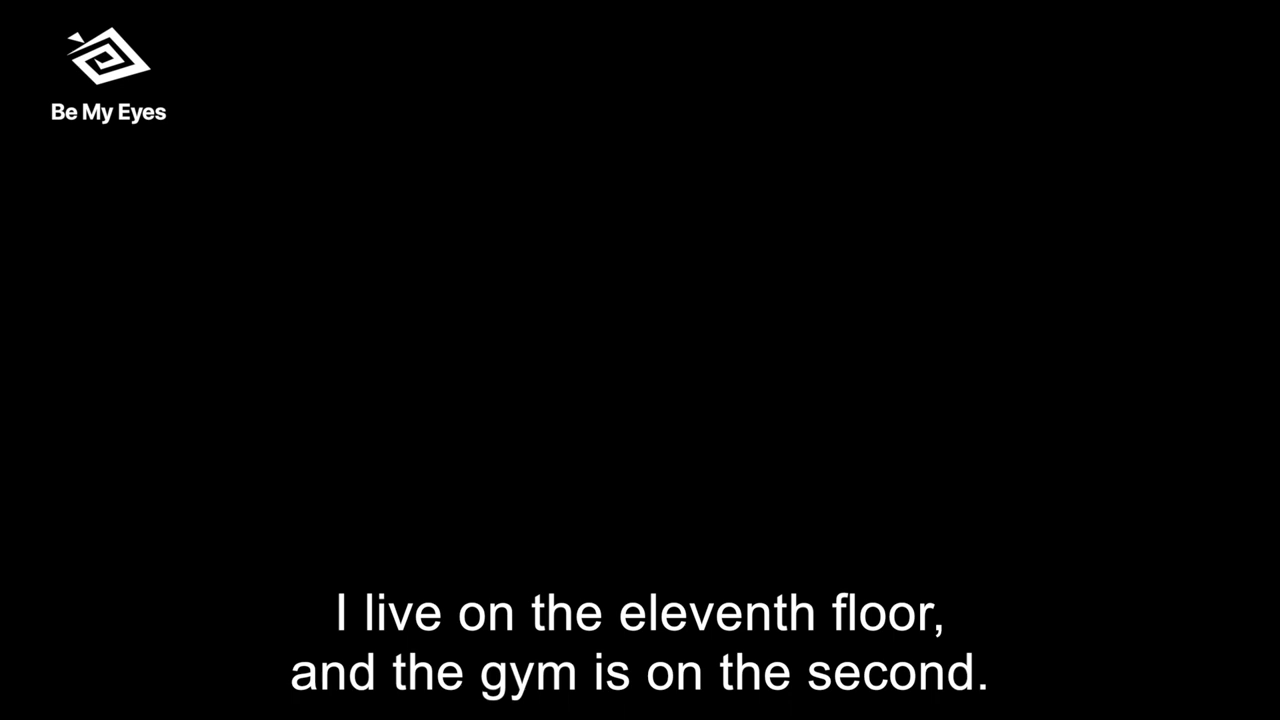 Be My Eyes
I live on the eleventh floor,
and the gym is on the second.